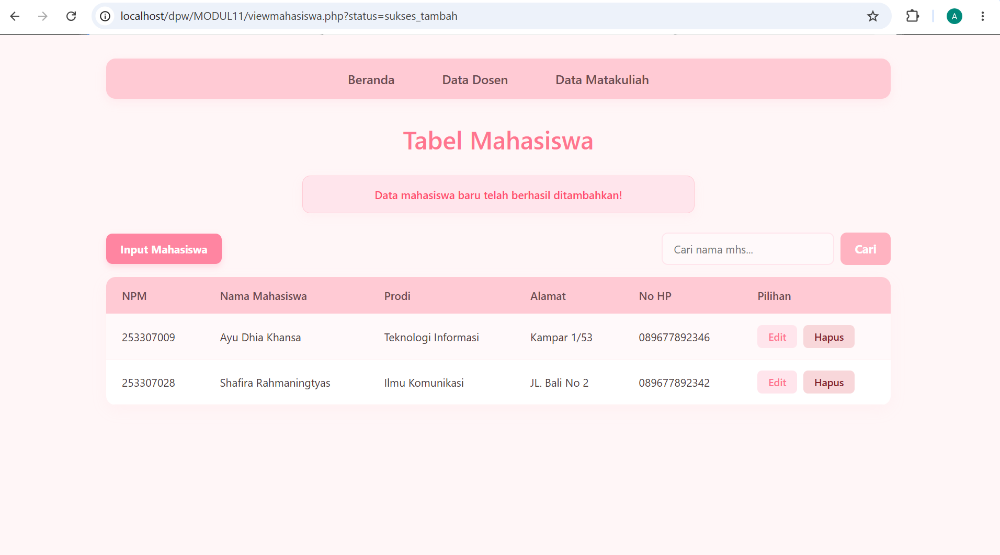 localhost/dpw/MODUL11/viewmahasiswa.php?status=sukses_tambah
A
Beranda Data Dosen Data Matakuliah
Tabel Mahasiswa
Data mahasiswa baru telah berhasil ditambahkan!
Input Mahasiswa Cari nama mhs... Cari
NPM Nama Mahasiswa Prodi Alamat No HP Pilihan
253307009 Ayu Dhia Khansa Teknologi Informasi Kampar 1/53 089677892346 Edit Hapus
253307028 Shafira Rahmaningtyas Ilmu Komunikasi JL. Bali No 2 089677892342 Edit Hapus